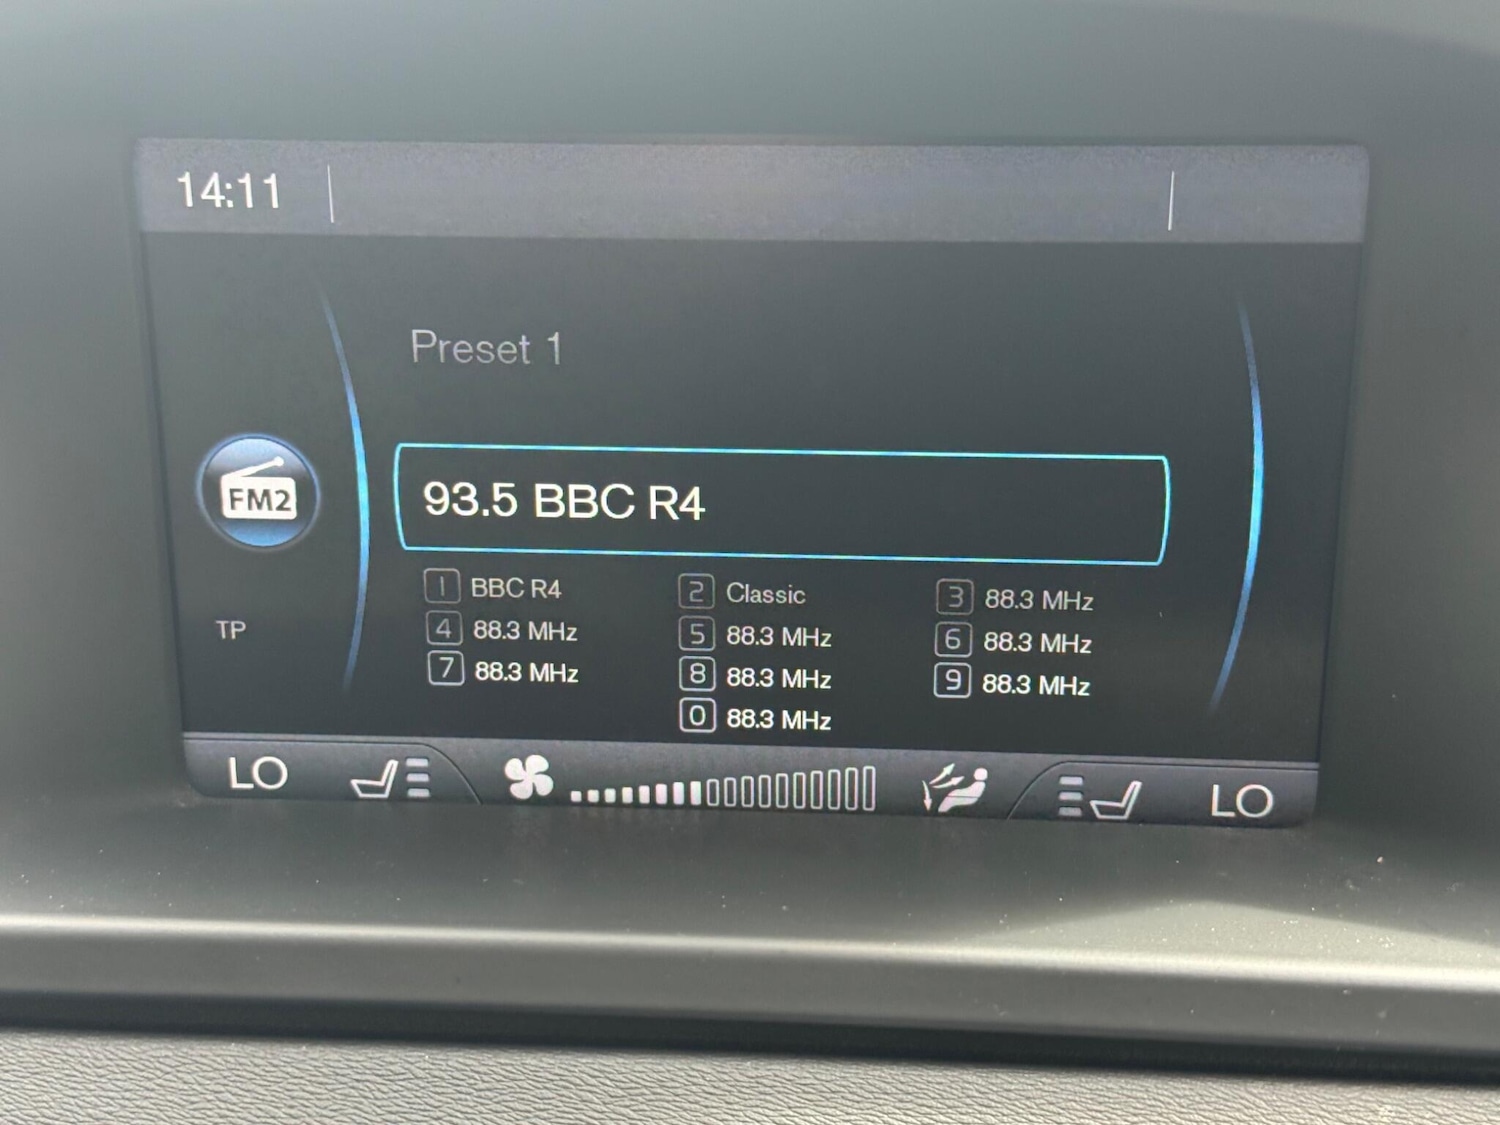 14:11
Preset 1
FM2
93.5 BBC R4
1 BBC R4 2 Classic 3 88.3 MHz
TP
4 88.3 MHz 5 88.3 MHz 6 88.3 MHz
7 88.3 MHz 8 88.3 MHz 9 88.3 MHz
0 88.3 MHz
LO LO